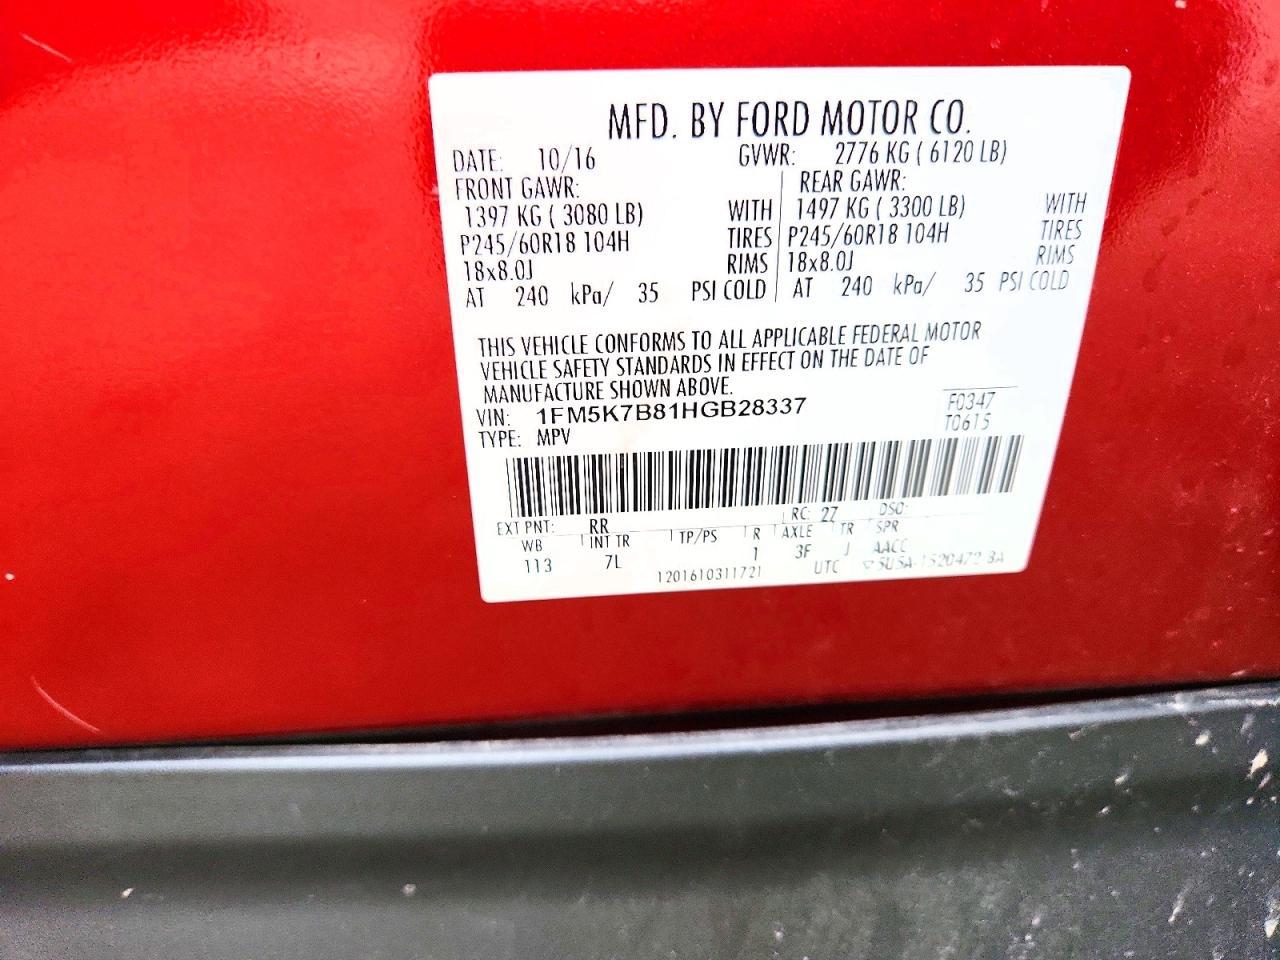 MFD. BY FORD MOTOR CO.
DATE: 10/16 GVWR: 2776 KG ( 6120 LB)
FRONT GAWR: REAR GAWR:
1397 KG ( 3080 LB) WITH 1497 KG ( 3300 LB) WITH
P245/60R18 104H TIRES P245/60R18 104H TIRES
18x8.0J RIMS 18x8.0J RIMS
AT 240 kPa/ 35 PSI COLD AT 240 kPa/ 35 PSI COLD
THIS VEHICLE CONFORMS TO ALL APPLICABLE FEDERAL MOTOR
VEHICLE SAFETY STANDARDS IN EFFECT ON THE DATE OF
MANUFACTURE SHOWN ABOVE.
VIN: 1FM5K7B81HGB28337 F0347
TYPE: MPV T0615
EXT PNT: RR RC: 27 DSO:
WB INT TR TP/PS R AXLE TR SPR
113 7L 1 3F J AACC
1201610311721 UTC